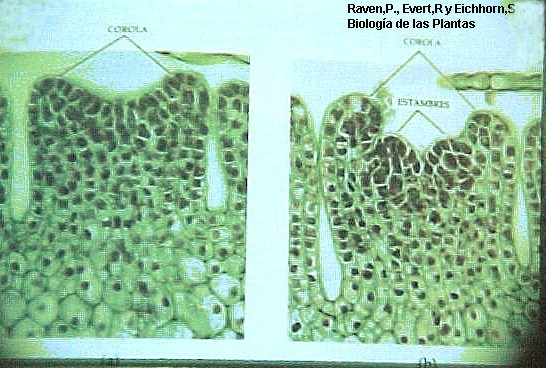 Raven,P., Evert,R y Eichhorn,S
Biología de las Plantas
COROLA
COROLA
ESTAMBRES
(a)
(b)